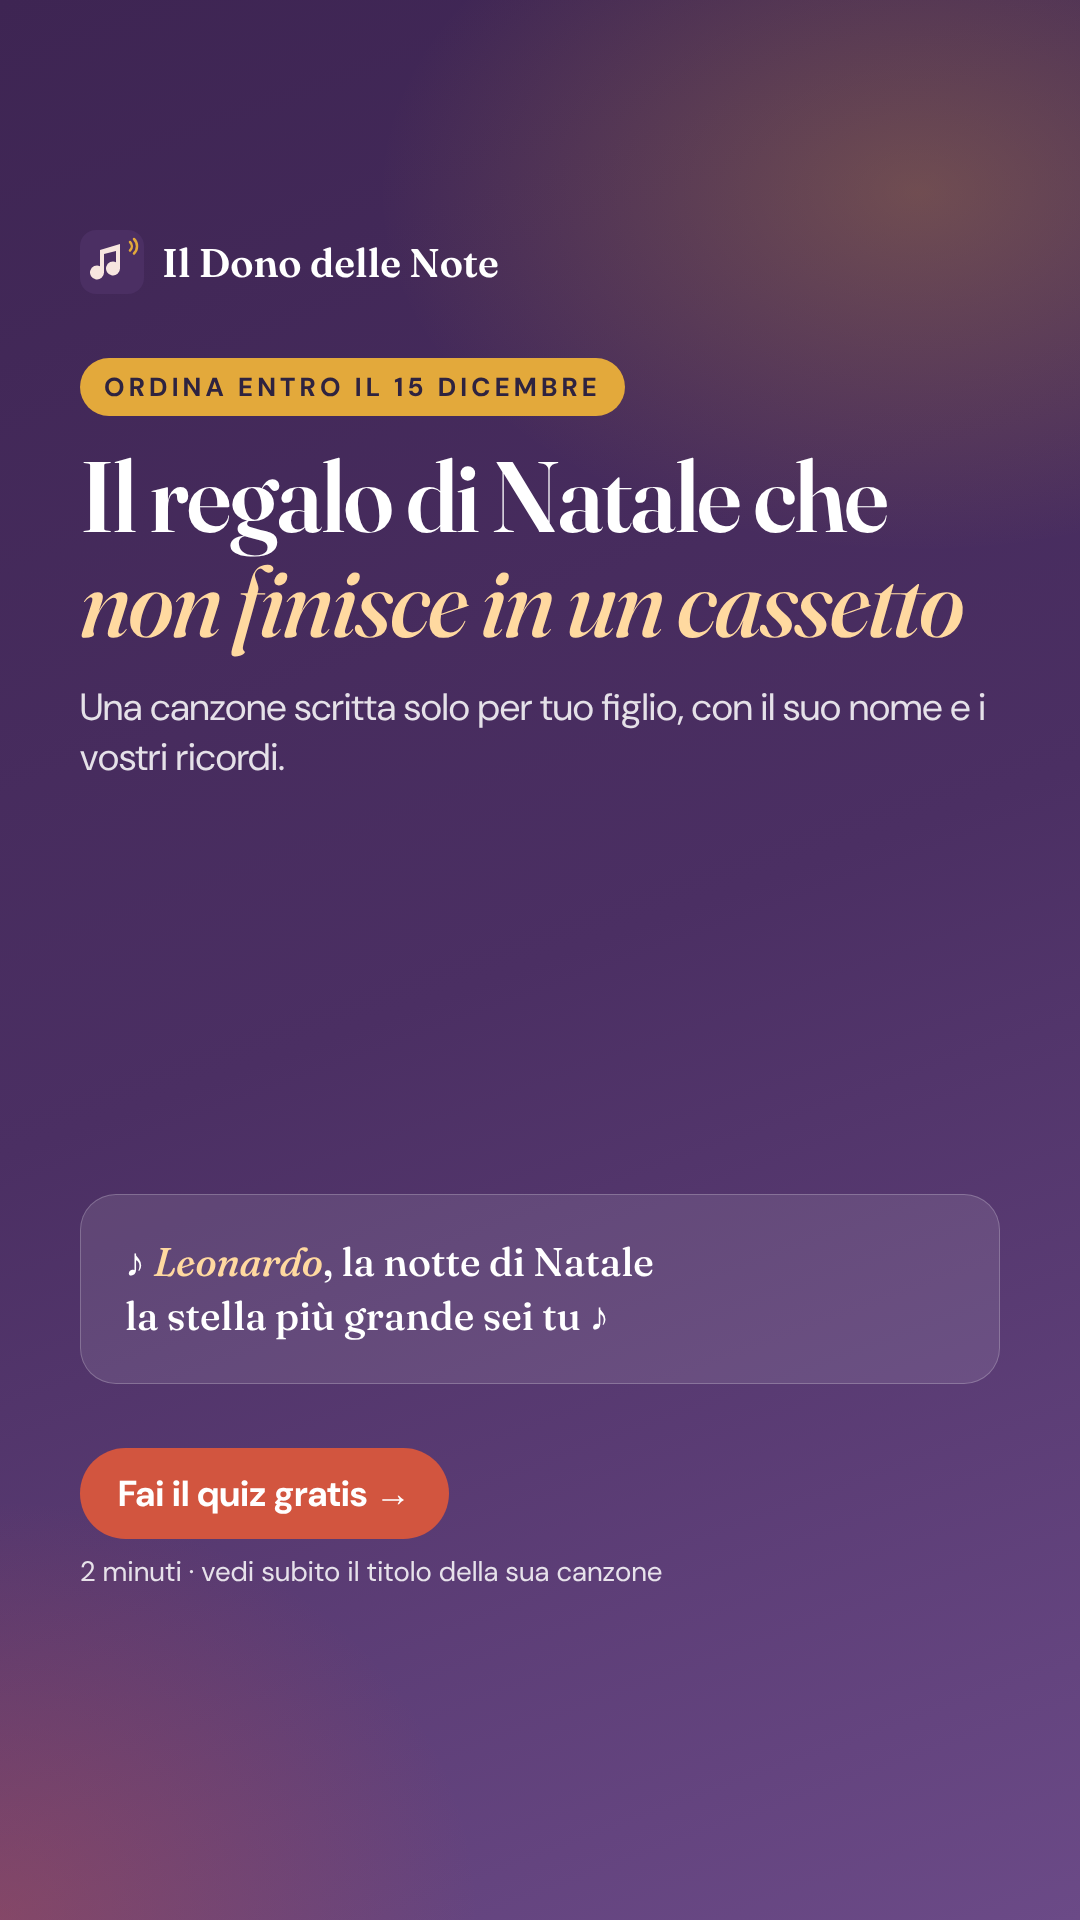 Il Dono delle Note
ORDINA ENTRO IL 15 DICEMBRE
Il regalo di Natale che
non finisce in un cassetto
Una canzone scritta solo per tuo figlio, con il suo nome e i
vostri ricordi.
♪ Leonardo, la notte di Natale
la stella più grande sei tu ♪
Fai il quiz gratis →
2 minuti · vedi subito il titolo della sua canzone